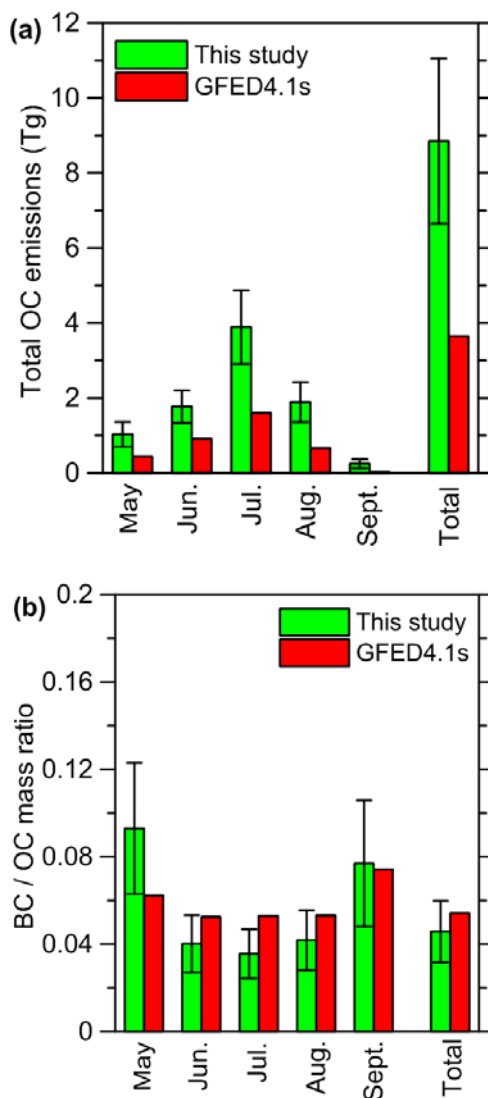 (a)
12
10
8
6
4
2
0
Total OC emissions (Tg)
This study
GFED4.1s
May
Jun.
Jul.
Aug.
Sept.
Total
(b)
0.2
0.16
0.12
0.08
0.04
0
BC / OC mass ratio
This study
GFED4.1s
May
Jun.
Jul.
Aug.
Sept.
Total